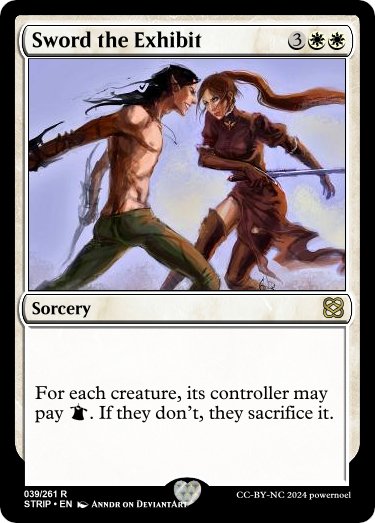 Sword the Exhibit 3
Sorcery
For each creature, its controller may
pay . If they don't, they sacrifice it.
039/261 R
STRIP • EN Anndr on DeviantArt
CC-BY-NC 2024 powernoel